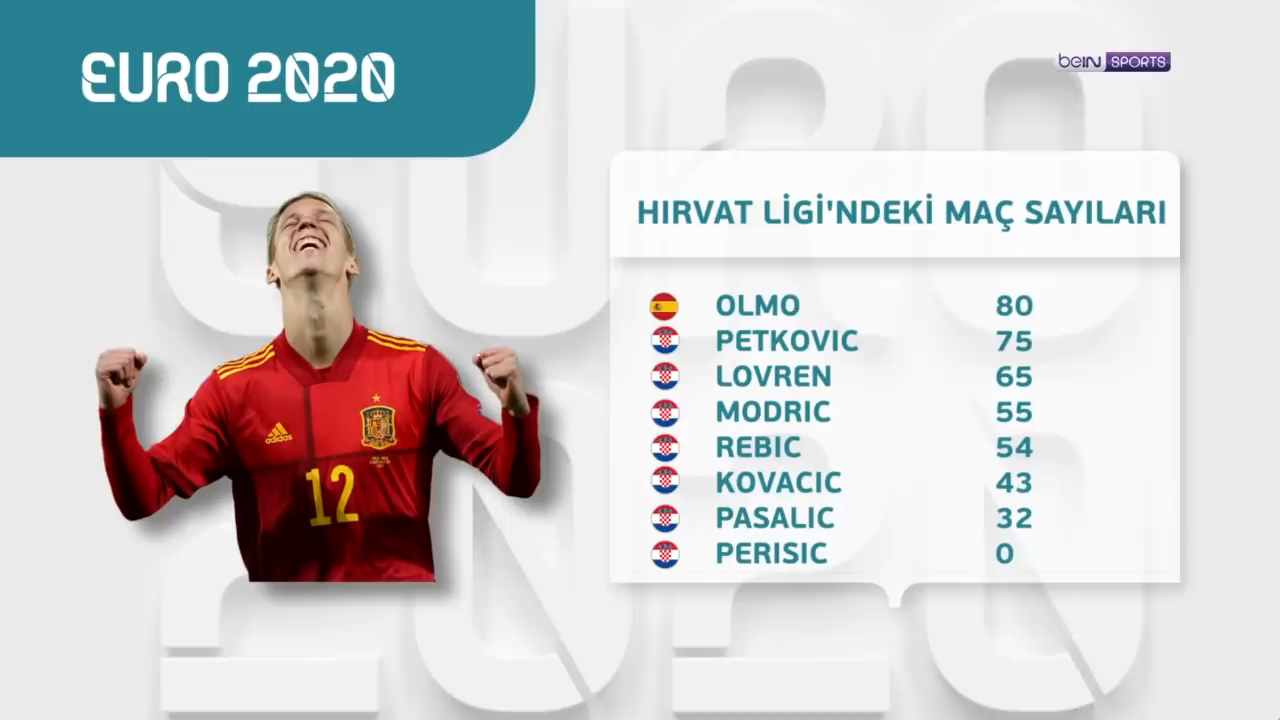 EURO 2020
beIN SPORTS
HIRVAT LİGİ'NDEKİ MAÇ SAYILARI
OLMO 80
PETKOVIC 75
LOVREN 65
MODRIC 55
REBIC 54
KOVACIC 43
PASALIC 32
PERISIC 0
adidas
12